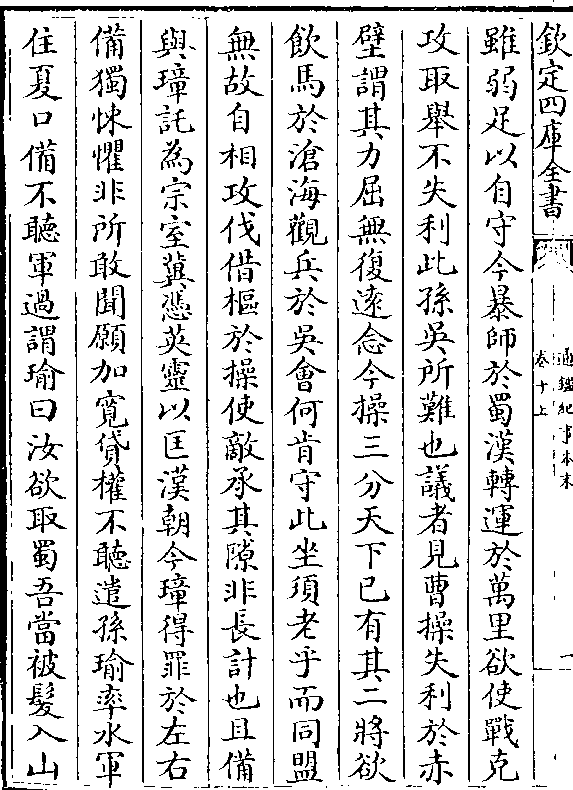 欽定四庫全書
通鑑紀事本末
卷十上
一
雖弱足以自守今暴師於蜀漢轉運於萬里欲使戰克
攻取舉不失利此孫吳所難也議者見曹操失利於赤
壁謂其力屈無復逺念今操三分天下已有其二將欲
飲馬於滄海觀兵於吳會何肯守此坐須老乎而同盟
無故自相攻伐借樞於操使敵承其隙非長計也且備
與璋託為宗室冀憑英靈以匡漢朝今璋得罪於左右
備獨悚懼非所敢聞願加寛貸權不聽遣孫瑜率水軍
住夏口備不聽軍過謂瑜曰汝欲取蜀吾當被髮入山